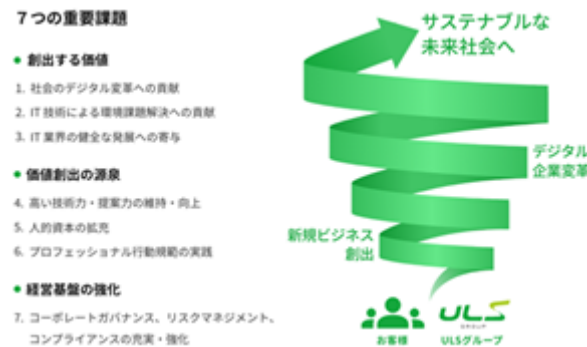 7つの重要課題
● 創出する価値
1. 社会のデジタル変革への貢献
2. IT 技術による環境課題解決への貢献
3. IT 業界の健全な発展への寄与
● 価値創出の源泉
4. 高い技術力・提案力の維持・向上
5. 人的資本の拡充
6. プロフェッショナル行動規範の実践
● 経営基盤の強化
7. コーポレートガバナンス、リスクマネジメント、
コンプライアンスの充実・強化
サステナブルな
未来社会へ
デジタル
企業変革
新規ビジネス
創出
お客様
ULS
GROUP
ULSグループ